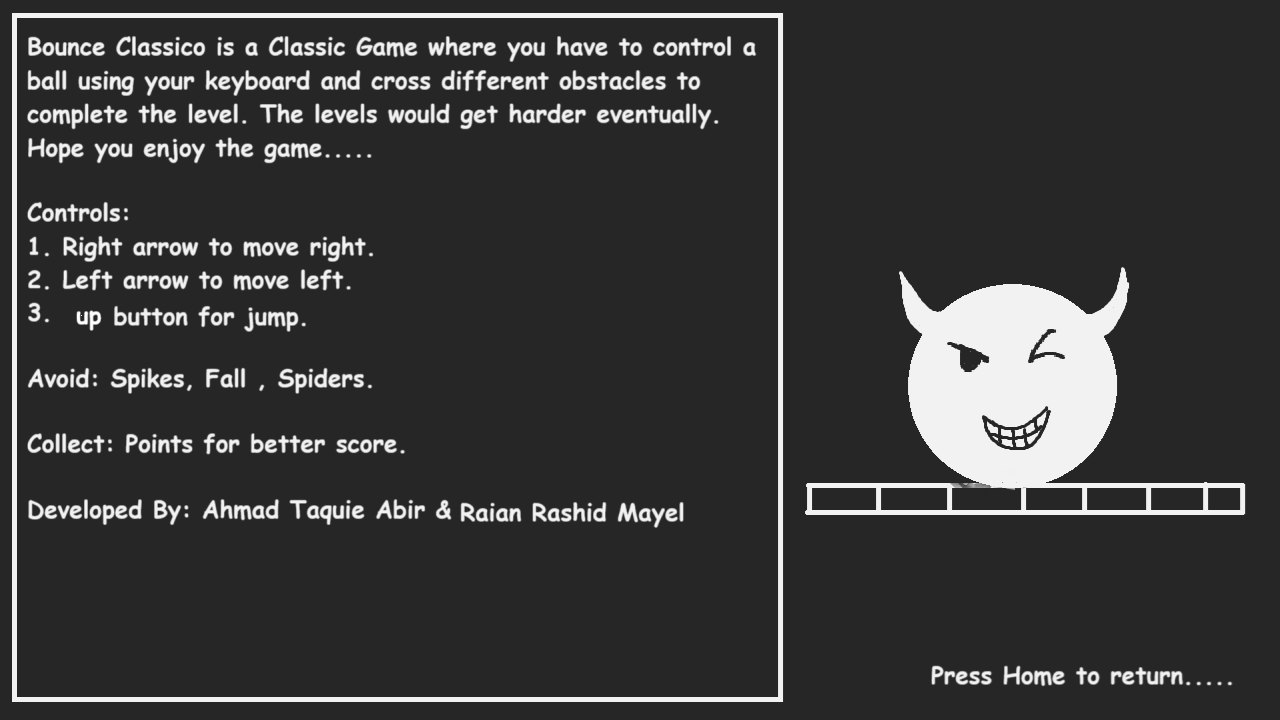 Bounce Classico is a Classic Game where you have to control a
ball using your keyboard and cross different obstacles to
complete the level. The levels would get harder eventually.
Hope you enjoy the game.....
Controls:
1. Right arrow to move right.
2. Left arrow to move left.
3. up button for jump.
Avoid: Spikes, Fall , Spiders.
Collect: Points for better score.
Developed By: Ahmad Taquie Abir & Raian Rashid Mayel
Press Home to return.....